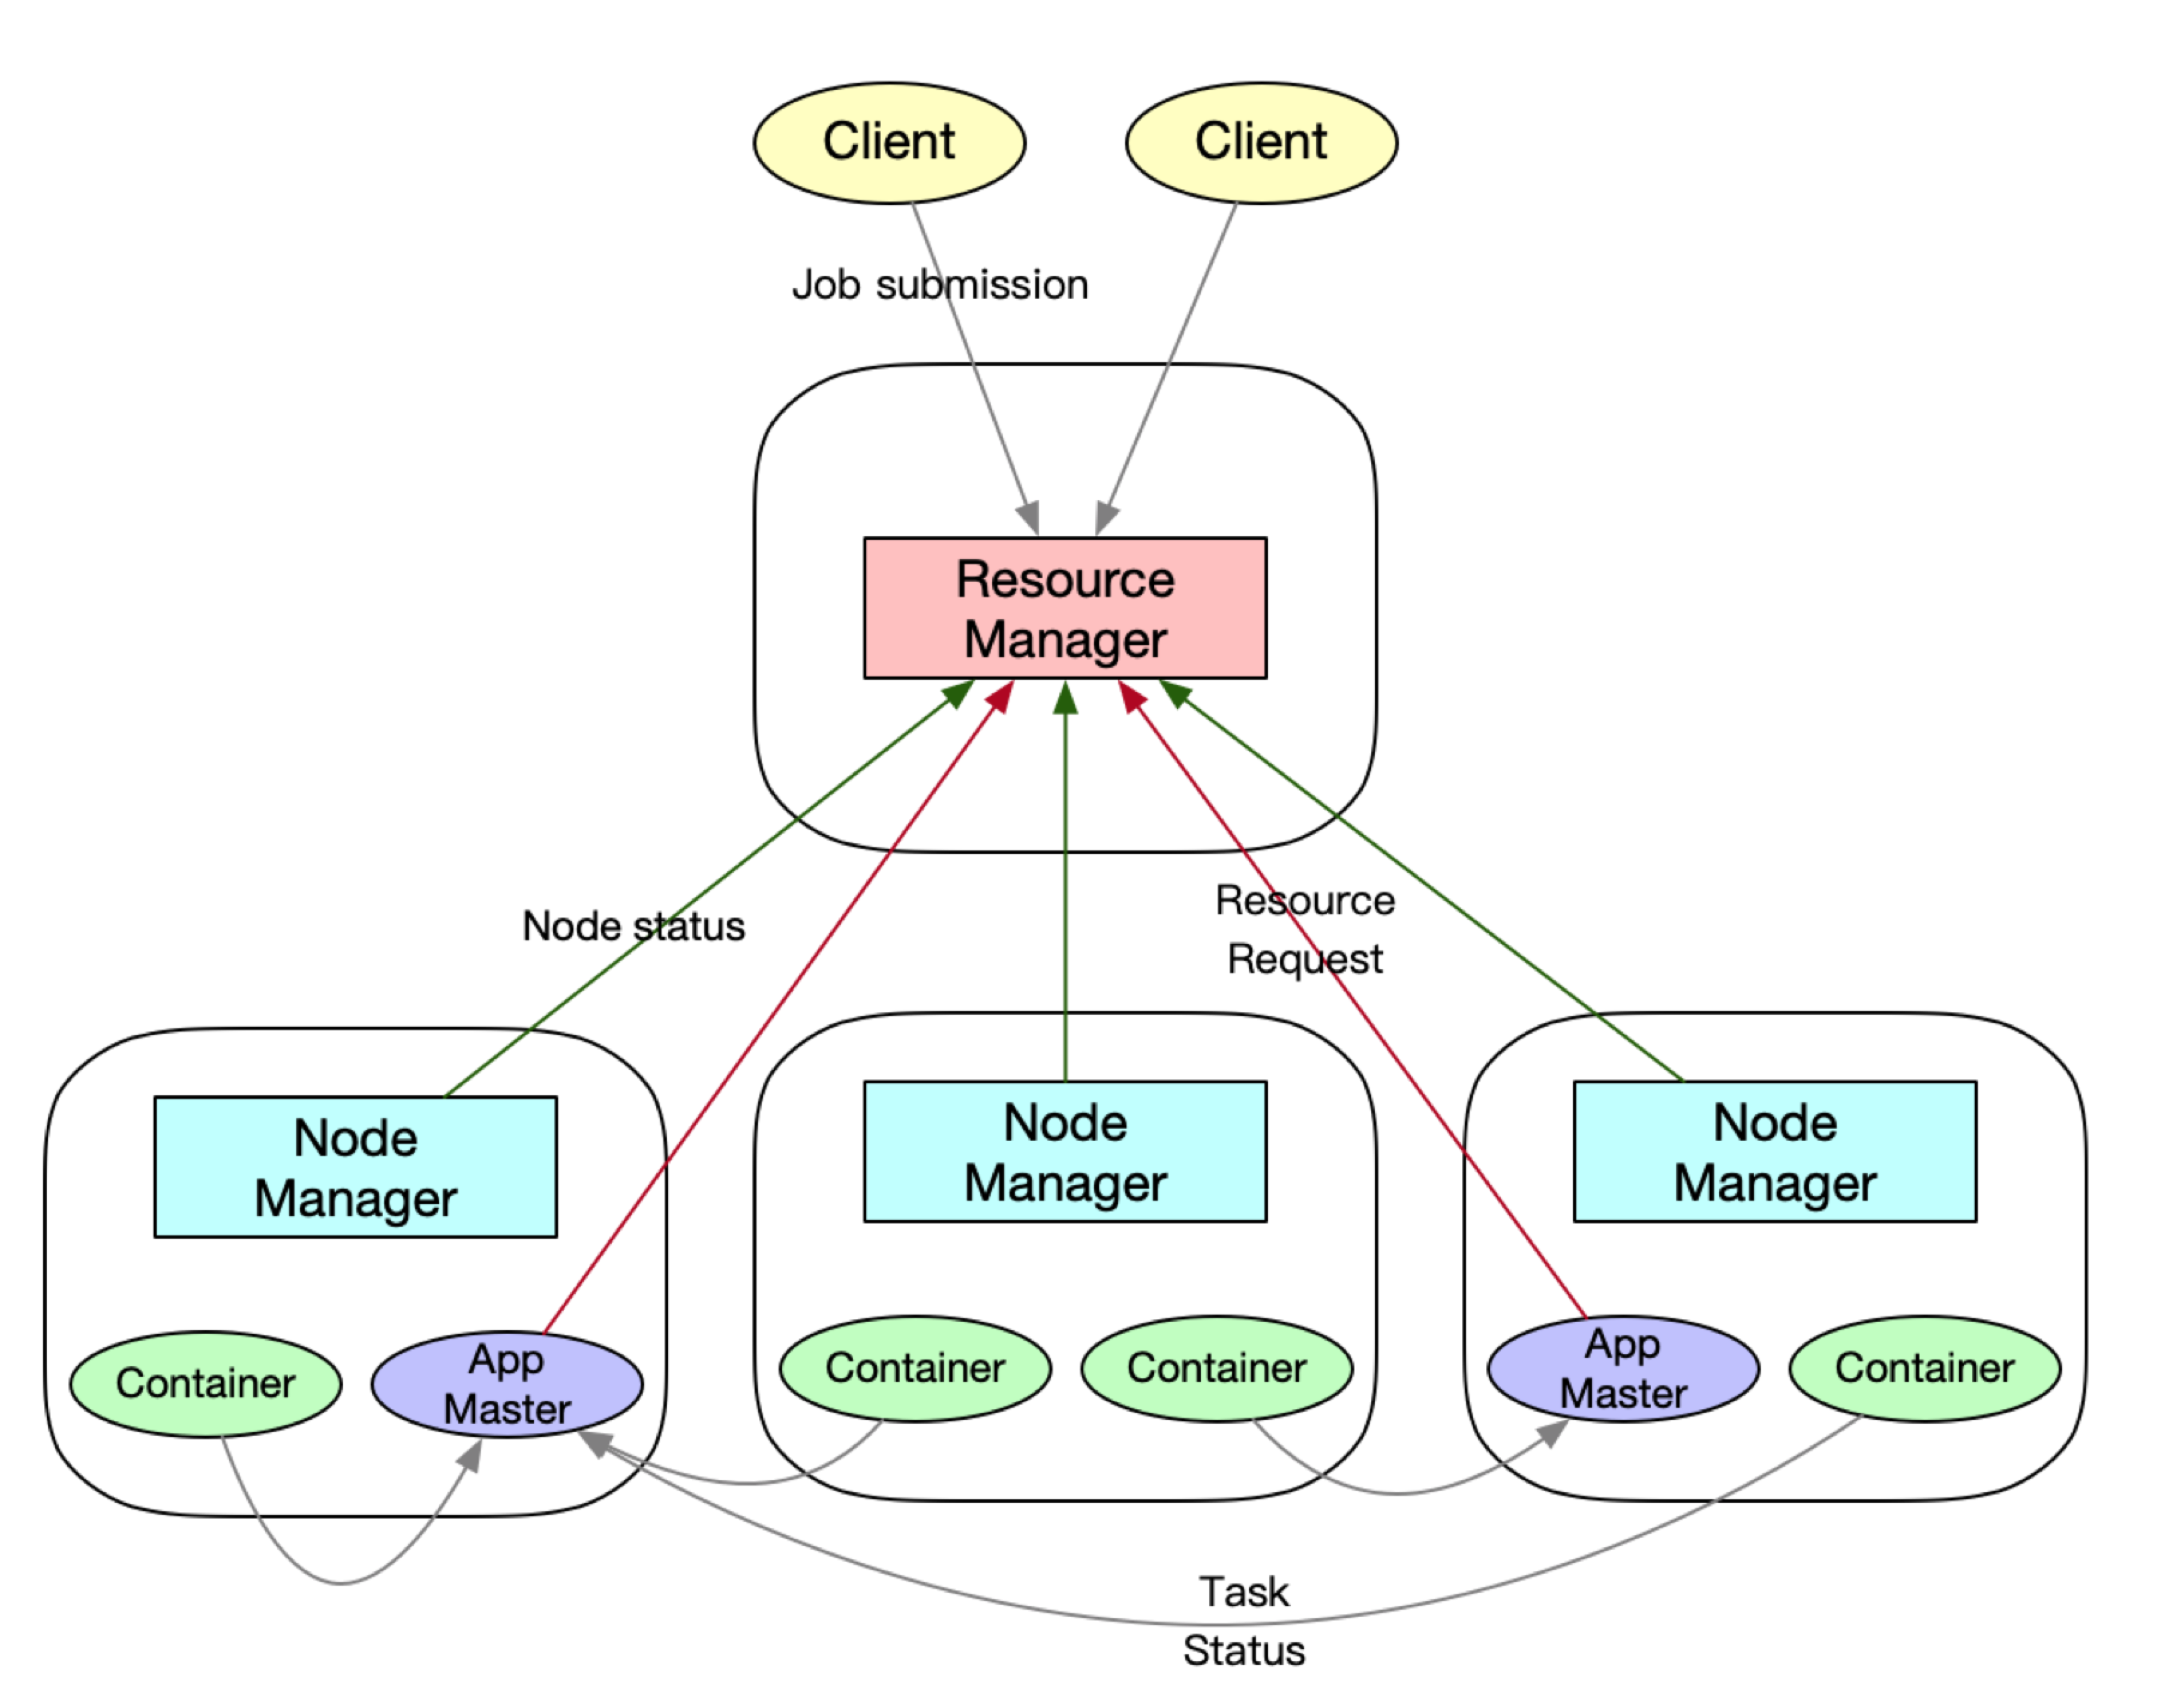 Client
Client
Job submission
Resource
Manager
Node status
Resource
Request
Node
Manager
Node
Manager
Node
Manager
Container
App
Master
Container
Container
App
Master
Container
Task
Status